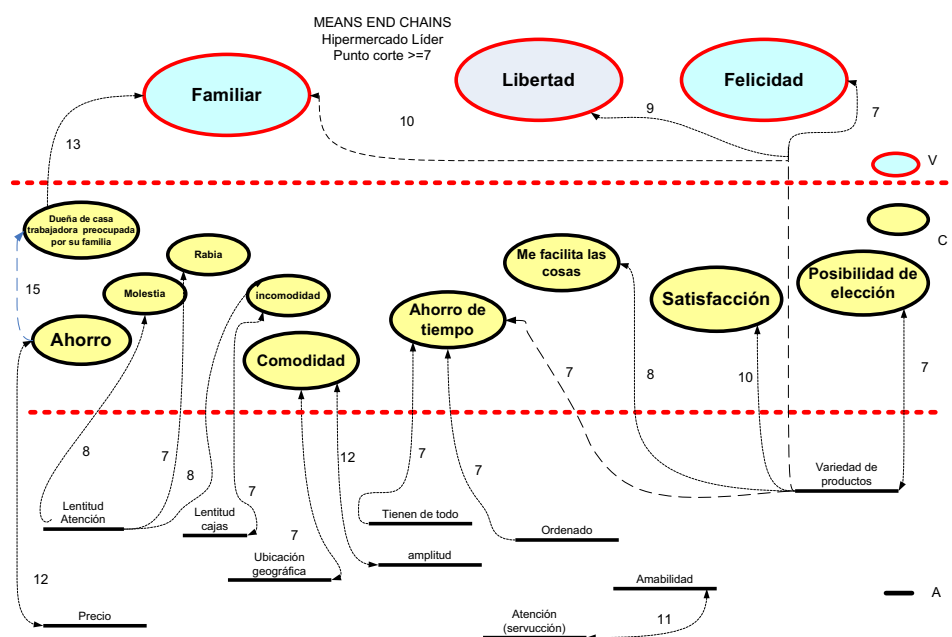 MEANS END CHAINS
Hipermercado Líder
Punto corte >=7
Familiar
Libertad
Felicidad
10
9
7
13
V
Dueña de casa
trabajadora preocupada
por su familia
Rabia
Me facilita las
cosas
C
Posibilidad de
elección
15
Molestia
incomodidad
Satisfacción
Ahorro de
tiempo
Ahorro
Comodidad
7
8
10
7
8
7
8
12
7
7
7
Variedad de
productos
Lentitud
Atención
Lentitud
cajas
Tienen de todo
Ordenado
7
Ubicación
geográfica
amplitud
12
Amabilidad
A
Precio
Atención
(servucción)
11